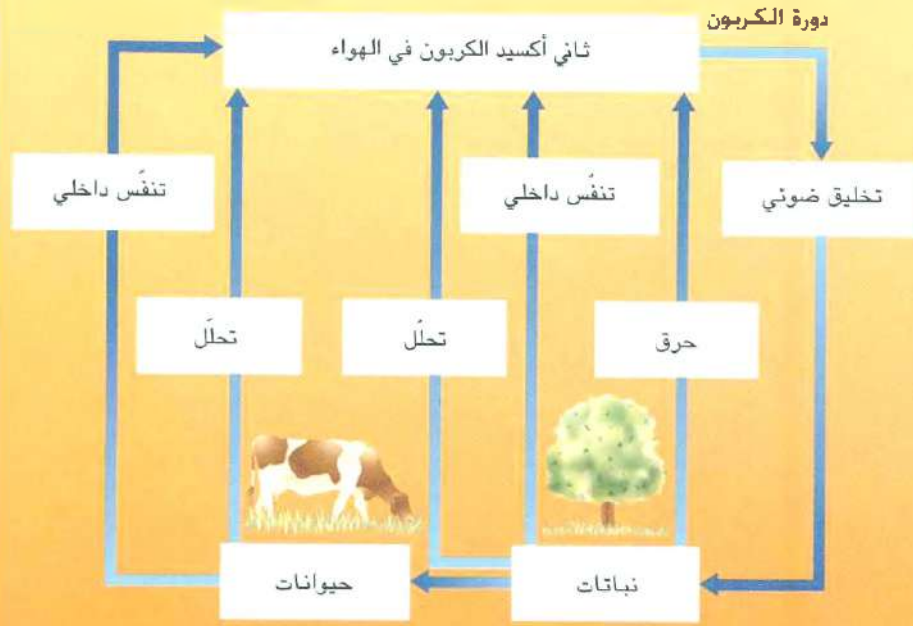 دورة الكربون
ثاني أكسيد الكربون في الهواء
تخليق ضوئي
تنفّس داخلي
تنفّس داخلي
حرق
تحلّل
تحلّل
نباتات
حيوانات